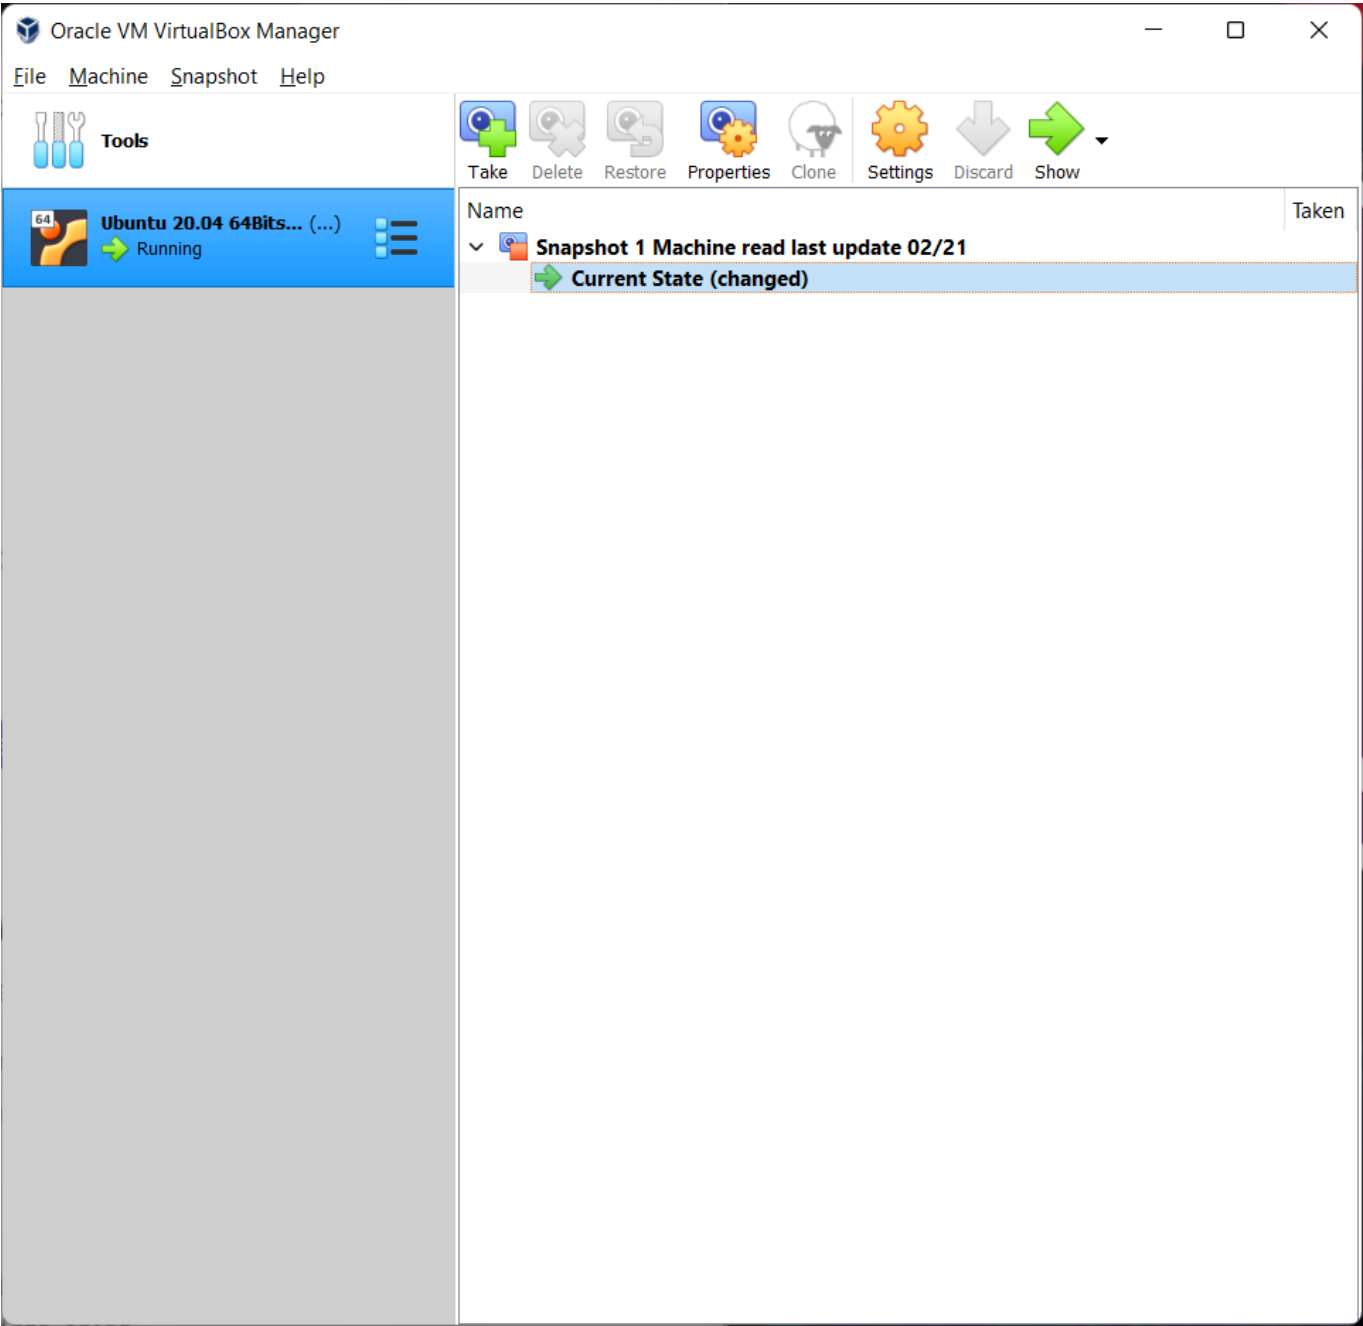 Oracle VM VirtualBox Manager
File Machine Snapshot Help
Tools
Take Delete Restore Properties Clone Settings Discard Show
64
Ubuntu 20.04 64Bits... (...)
Running
Name Taken
Snapshot 1 Machine read last update 02/21
Current State (changed)